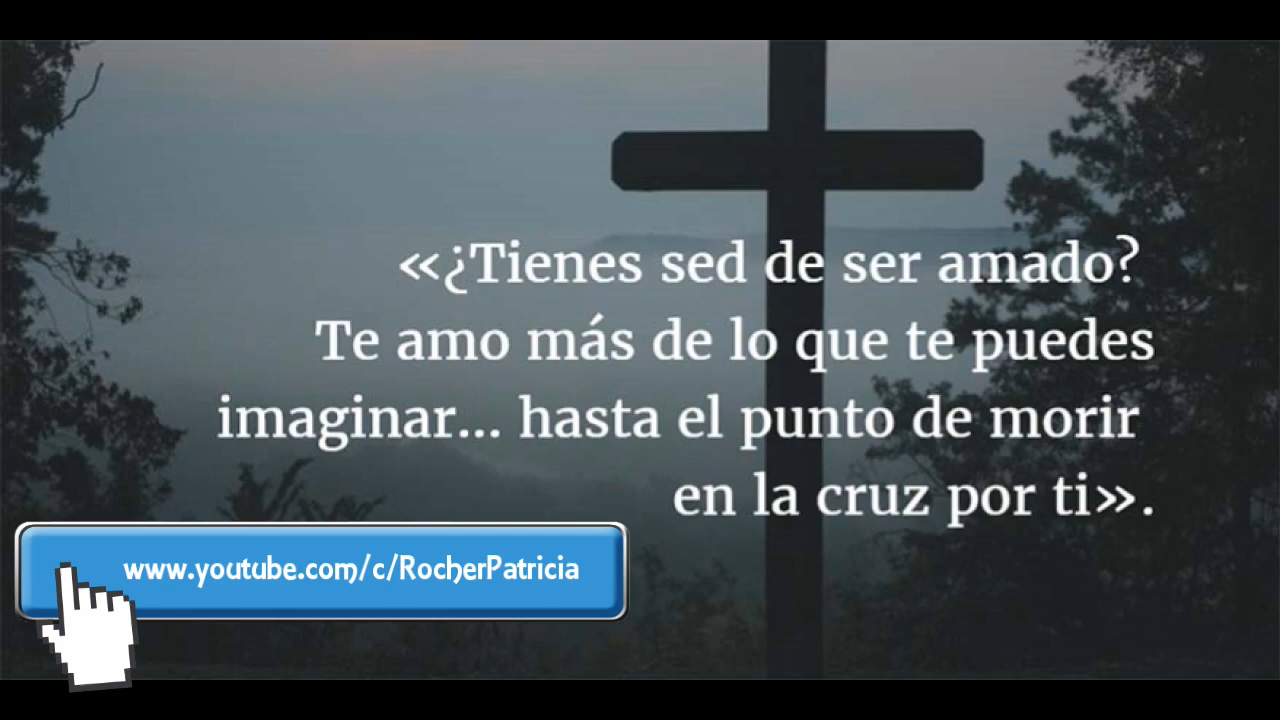 «¿Tienes sed de ser amado?
Te amo más de lo que te puedes
imaginar... hasta el punto de morir
en la cruz por ti».
www.youtube.com/c/RocherPatricia